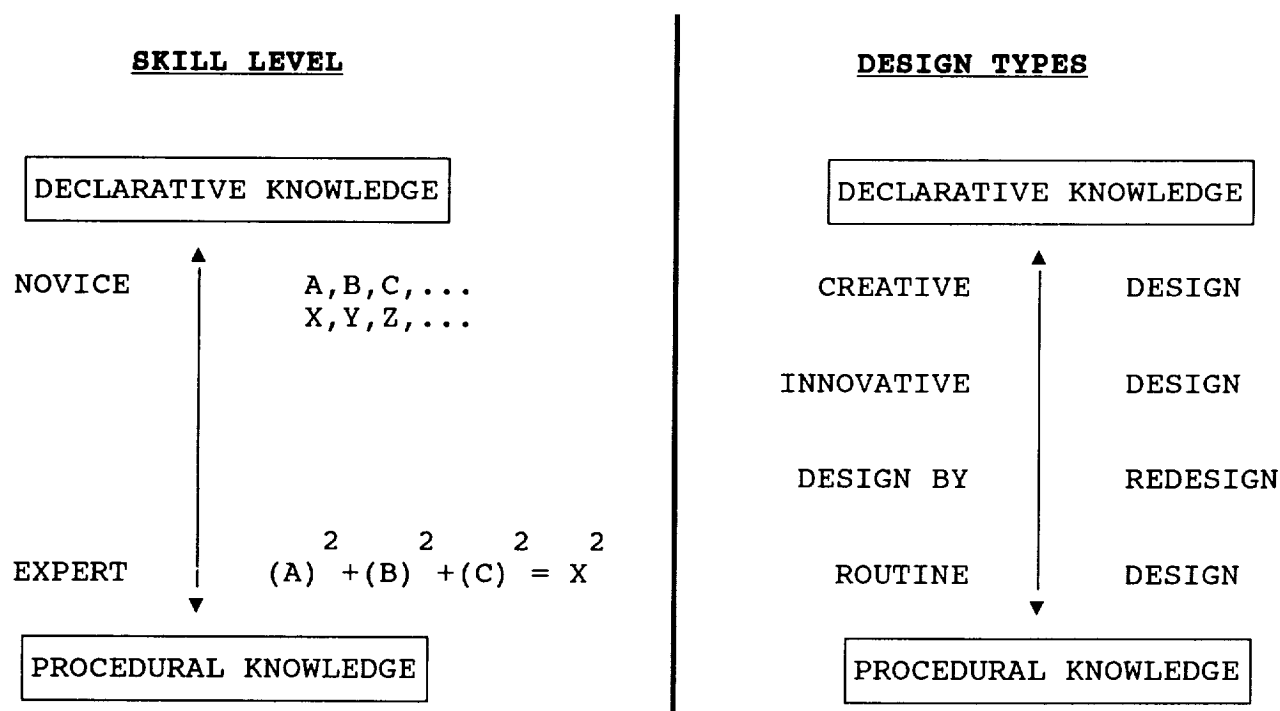 SKILL LEVEL
DECLARATIVE KNOWLEDGE
NOVICE A,B,C,...
X,Y,Z,...
EXPERT (A)² +(B)² +(C)² = X²
PROCEDURAL KNOWLEDGE
DESIGN TYPES
DECLARATIVE KNOWLEDGE
CREATIVE DESIGN
INNOVATIVE DESIGN
DESIGN BY REDESIGN
ROUTINE DESIGN
PROCEDURAL KNOWLEDGE